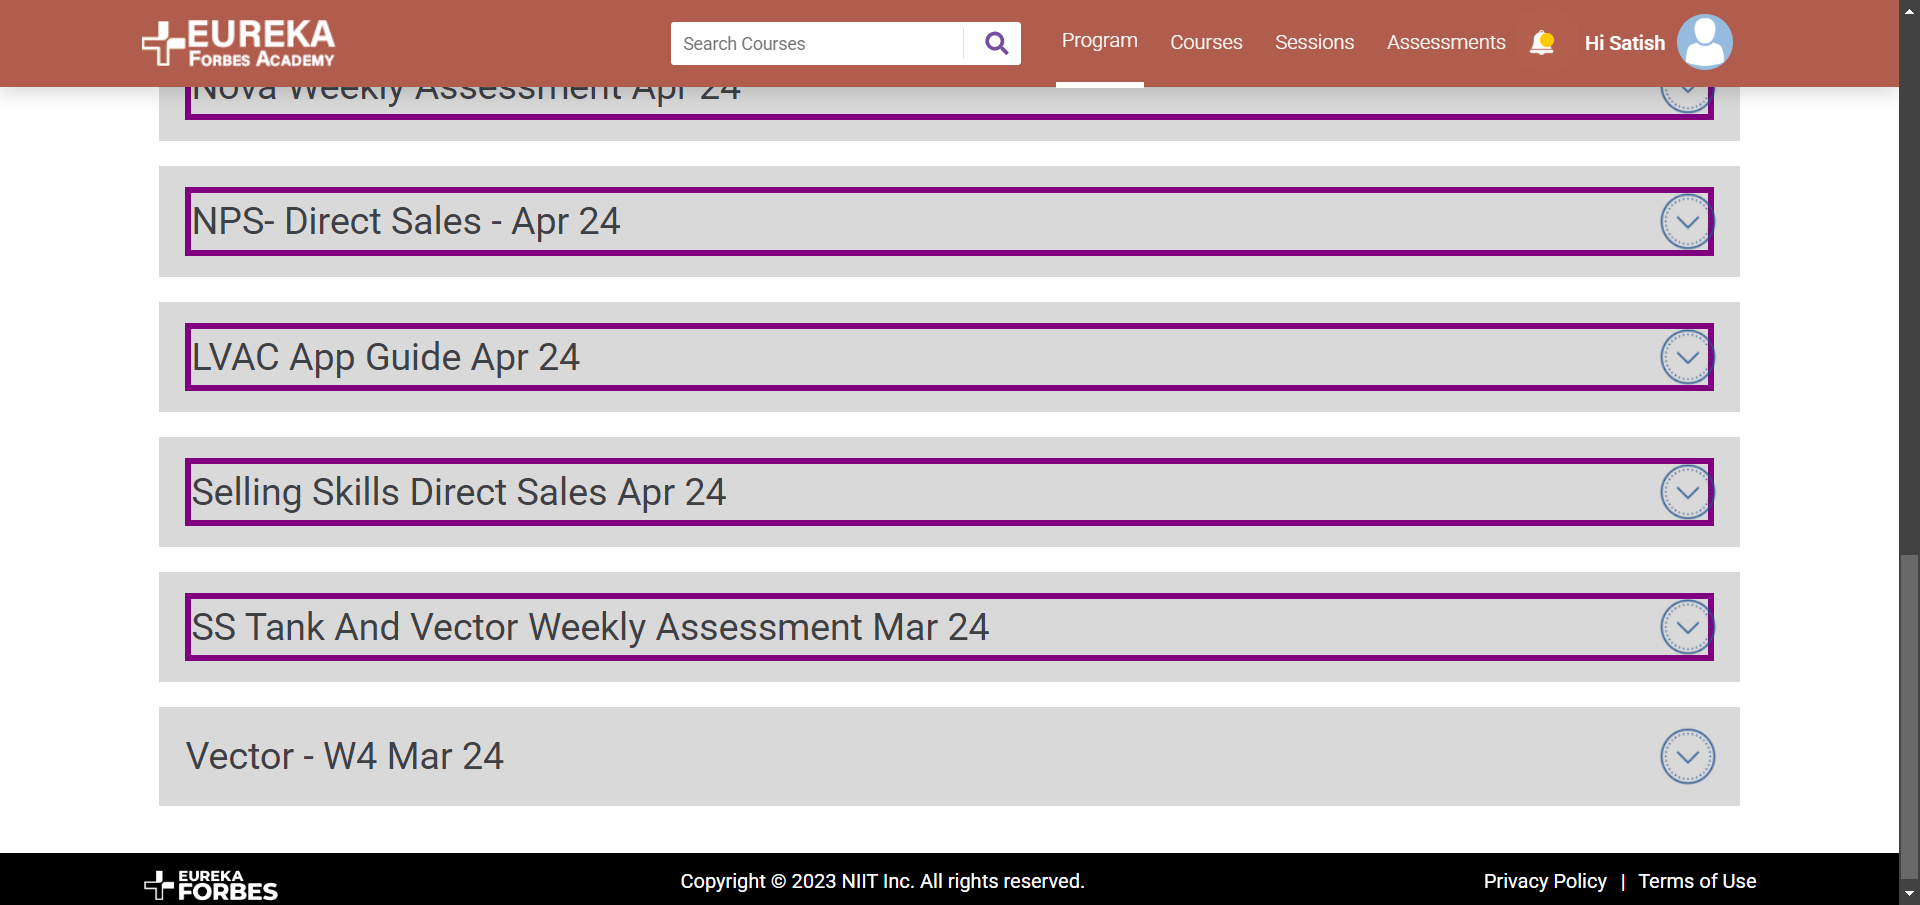 EUREKA
FORBES ACADEMY
Search Courses
Program
Courses
Sessions
Assessments
Hi Satish
Nova Weekly Assessment Apr 24
NPS- Direct Sales - Apr 24
LVAC App Guide Apr 24
Selling Skills Direct Sales Apr 24
SS Tank And Vector Weekly Assessment Mar 24
Vector - W4 Mar 24
EUREKA
FORBES
Copyright © 2023 NIIT Inc. All rights reserved.
Privacy Policy | Terms of Use